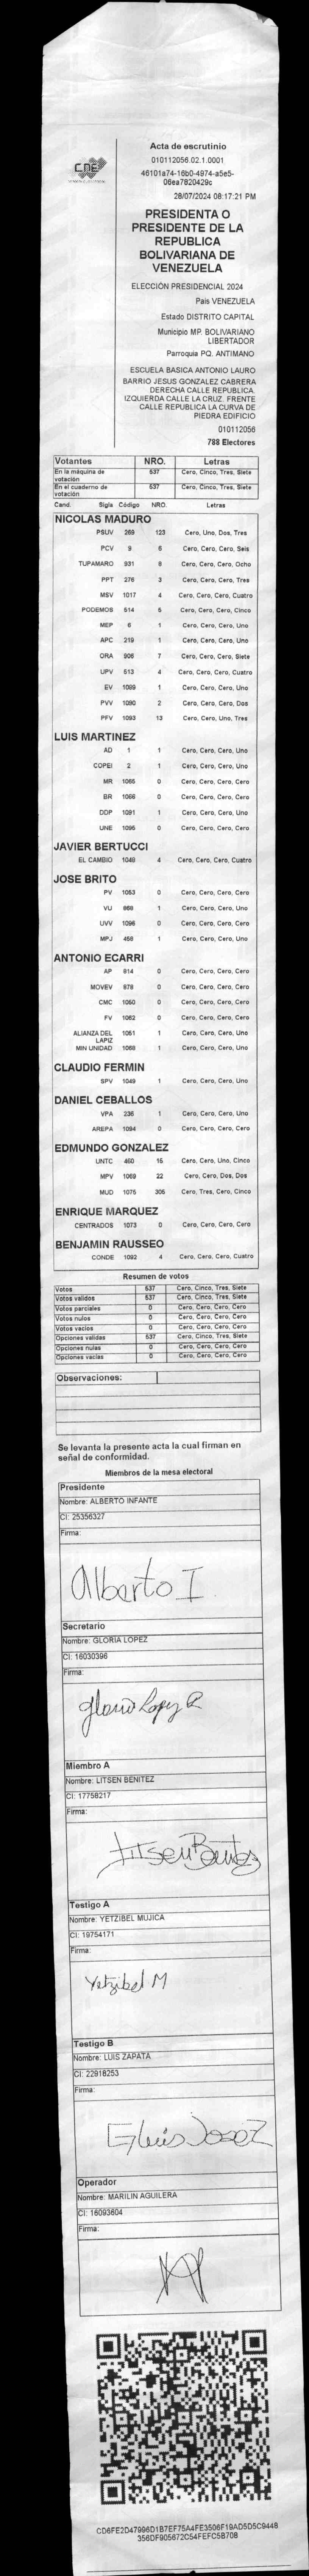 CNE
Acta de escrutinio
010112056.02.1.0001
46101a74-16b0-4974-a5e5-
06ea7820429c
28/07/2024 08:17:21 PM
PRESIDENTA O
PRESIDENTE DE LA
REPUBLICA
BOLIVARIANA DE
VENEZUELA
ELECCIÓN PRESIDENCIAL 2024
País VENEZUELA
Estado DISTRITO CAPITAL
Municipio MP. BOLIVARIANO
LIBERTADOR
Parroquia PQ. ANTIMANO
ESCUELA BASICA ANTONIO LAURO
BARRIO JESUS GONZALEZ CABRERA
DERECHA CALLE REPUBLICA.
IZQUIERDA CALLE LA CRUZ. FRENTE
CALLE REPUBLICA LA CURVA DE
PIEDRA EDIFICIO
010112056
788 Electores
Votantes NRO. Letras
En la máquina de votación 537 Cero, Cinco, Tres, Siete
En el cuaderno de votación 537 Cero, Cinco, Tres, Siete
Cand. Sigla Código NRO. Letras
NICOLAS MADURO
PSUV 269 123 Cero, Uno, Dos, Tres
PCV 9 6 Cero, Cero, Cero, Seis
TUPAMARO 931 8 Cero, Cero, Cero, Ocho
PPT 276 3 Cero, Cero, Cero, Tres
MSV 1017 4 Cero, Cero, Cero, Cuatro
PODEMOS 514 5 Cero, Cero, Cero, Cinco
MEP 6 1 Cero, Cero, Cero, Uno
APC 219 1 Cero, Cero, Cero, Uno
ORA 906 7 Cero, Cero, Cero, Siete
UPV 513 4 Cero, Cero, Cero, Cuatro
EV 1089 1 Cero, Cero, Cero, Uno
PVV 1090 2 Cero, Cero, Cero, Dos
PFV 1093 13 Cero, Cero, Uno, Tres
LUIS MARTINEZ
AD 1 1 Cero, Cero, Cero, Uno
COPEI 2 1 Cero, Cero, Cero, Uno
MR 1065 0 Cero, Cero, Cero, Cero
BR 1056 0 Cero, Cero, Cero, Cero
DDP 1091 1 Cero, Cero, Cero, Uno
UNE 1095 0 Cero, Cero, Cero, Cero
JAVIER BERTUCCI
EL CAMBIO 1048 4 Cero, Cero, Cero, Cuatro
JOSE BRITO
PV 1053 0 Cero, Cero, Cero, Cero
VU 868 1 Cero, Cero, Cero, Uno
UVV 1096 0 Cero, Cero, Cero, Cero
MPJ 458 1 Cero, Cero, Cero, Uno
ANTONIO ECARRI
AP 814 0 Cero, Cero, Cero, Cero
MOVEV 878 0 Cero, Cero, Cero, Cero
CMC 1050 0 Cero, Cero, Cero, Cero
FV 1062 0 Cero, Cero, Cero, Cero
ALIANZA DEL LAPIZ 1051 1 Cero, Cero, Cero, Uno
MIN UNIDAD 1068 1 Cero, Cero, Cero, Uno
CLAUDIO FERMIN
SPV 1049 1 Cero, Cero, Cero, Uno
DANIEL CEBALLOS
VPA 236 1 Cero, Cero, Cero, Uno
AREPA 1084 0 Cero, Cero, Cero, Cero
EDMUNDO GONZALEZ
UNTC 460 15 Cero, Cero, Uno, Cinco
MPV 1069 22 Cero, Cero, Dos, Dos
MUD 1075 305 Cero, Tres, Cero, Cinco
ENRIQUE MARQUEZ
CENTRADOS 1073 0 Cero, Cero, Cero, Cero
BENJAMIN RAUSSEO
CONDE 1092 4 Cero, Cero, Cero, Cuatro
Resumen de votos
Votos 537 Cero, Cinco, Tres, Siete
Votos validos 537 Cero, Cinco, Tres, Siete
Votos parciales 0 Cero, Cero, Cero, Cero
Votos nulos 0 Cero, Cero, Cero, Cero
Votos vacíos 0 Cero, Cero, Cero, Cero
Opciones validas 537 Cero, Cinco, Tres, Siete
Opciones nulas 0 Cero, Cero, Cero, Cero
Opciones vacías 0 Cero, Cero, Cero, Cero
Observaciones:
Se levanta la presente acta la cual firman en
señal de conformidad.
Miembros de la mesa electoral
Presidente
Nombre: ALBERTO INFANTE
CI: 25356327
Firma:
Alberto I
Secretario
Nombre: GLORIA LOPEZ
CI: 16030396
Firma:
Gloria Lopez R
Miembro A
Nombre: LITSEN BENITEZ
CI: 17758217
Firma:
Litsen Benitez
Testigo A
Nombre: YETZIBEL MUJICA
CI: 19754171
Firma:
Yetzibel M
Testigo B
Nombre: LUIS ZAPATA
CI: 22918253
Firma:
Operador
Nombre: MARILIN AGUILERA
CI: 16093604
Firma:
CD6FE2D47996D1B7EF75A4FE3506F19AD5D5C9448
356DF905672C54FEFC5B708